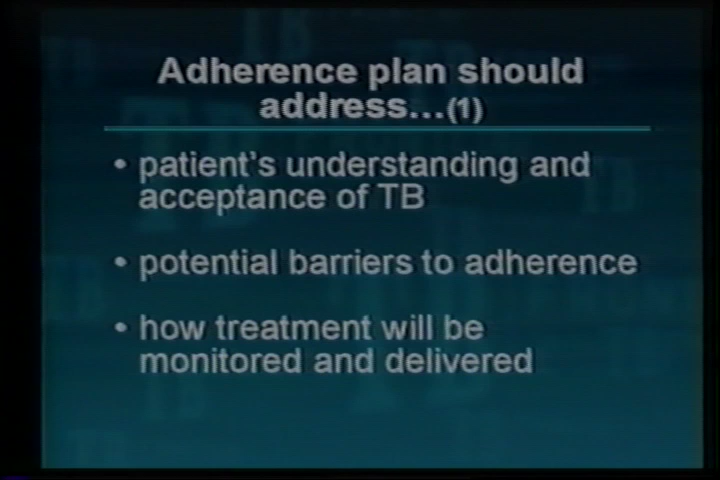 Adherence plan should
address...(1)
• patient's understanding and
acceptance of TB
• potential barriers to adherence
• how treatment will be
monitored and delivered